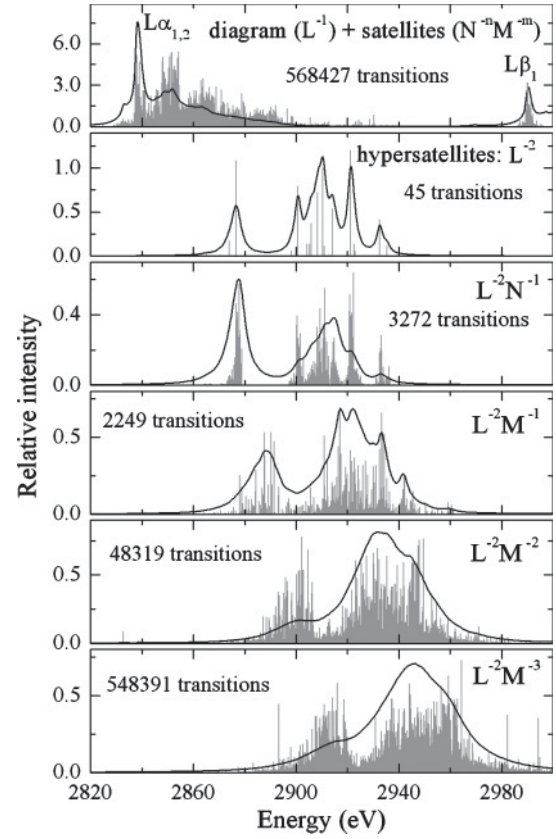 Lα₁,₂ diagram (L⁻¹) + satellites (N⁻ⁿM⁻ᵐ)
568427 transitions
Lβ₁
6.0
3.0
0.0
hypersatellites: L⁻²
45 transitions
1.0
0.5
0.0
L⁻²N⁻¹
3272 transitions
0.4
0.0
L⁻²M⁻¹
2249 transitions
0.5
0.0
L⁻²M⁻²
48319 transitions
0.5
0.0
L⁻²M⁻³
548391 transitions
0.5
0.0
Relative intensity
2820 2860 2900 2940 2980
Energy (eV)